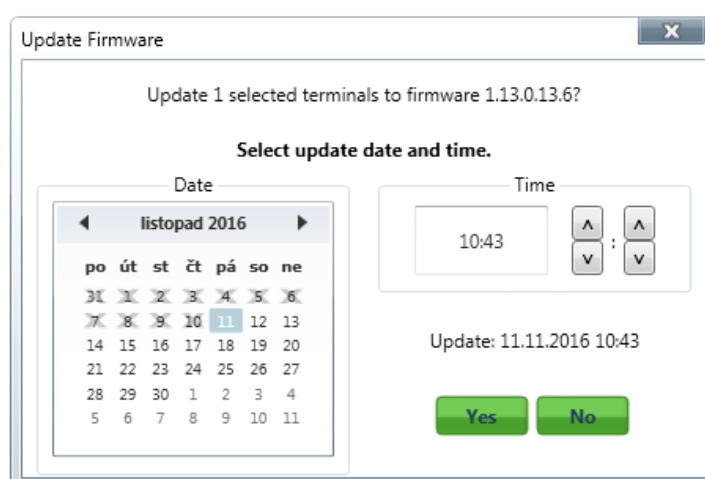 Update Firmware
X
Update 1 selected terminals to firmware 1.13.0.13.6?
Select update date and time.
Date
listopad 2016
po út st čt pá so ne
31 1 2 3 4 5 6
7 8 9 10 11 12 13
14 15 16 17 18 19 20
21 22 23 24 25 26 27
28 29 30 1 2 3 4
5 6 7 8 9 10 11
Time
10:43
:
Update: 11.11.2016 10:43
Yes
No